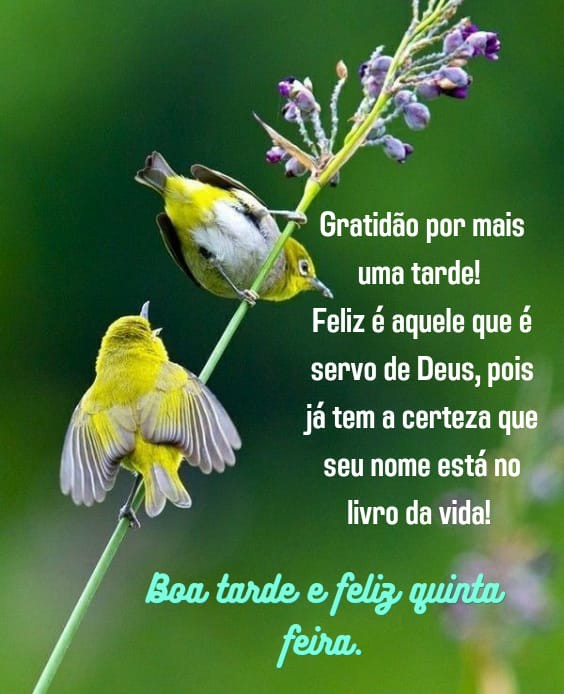 Gratidão por mais
uma tarde!
Feliz é aquele que é
servo de Deus, pois
já tem a certeza que
seu nome está no
livro da vida!
Boa tarde e feliz quinta
feira.